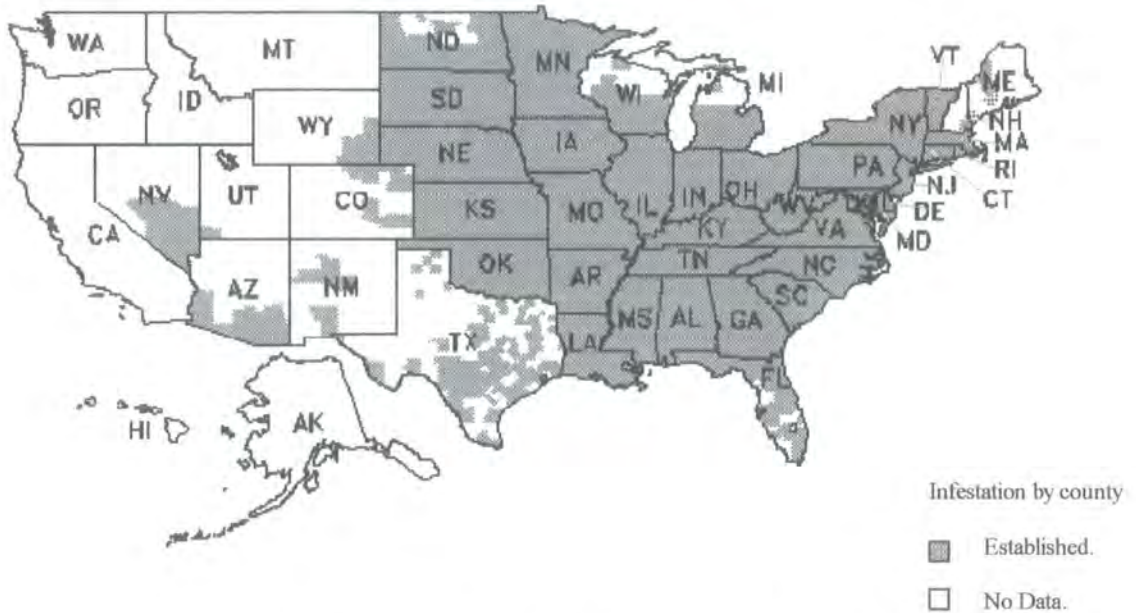 WA
MT
ND
MN
VT
ME
OR
ID
SD
WI
MI
WY
NY
NH
MA
IA
NE
PA
RI
NV
UT
CO
IL
IN
OH
NJ
CT
CA
KS
MO
WV
DE
KY
VA
MD
TN
NC
AZ
NM
OK
AR
SC
TX
MS
AL
GA
LA
FL
HI
AK
Infestation by county
Established.
No Data.